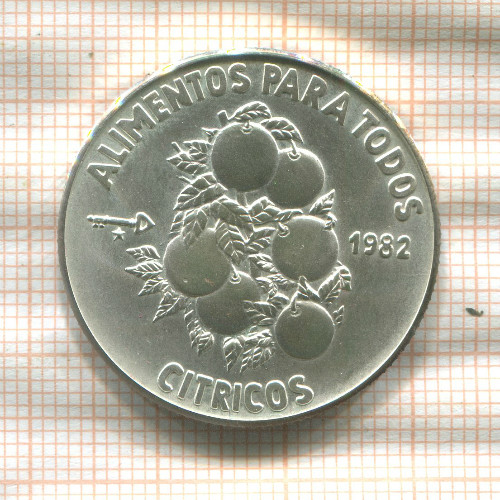 ALIMENTOS PARA TODOS
1982
CITRICOS